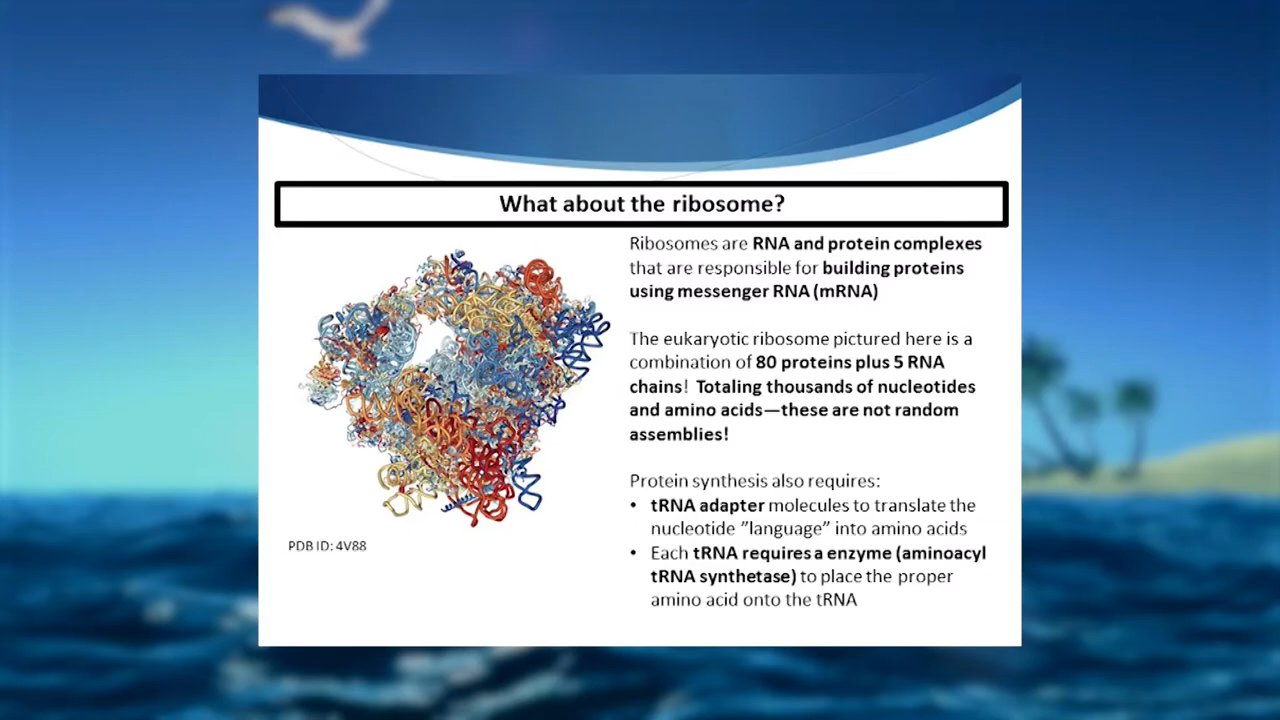 What about the ribosome?
Ribosomes are RNA and protein complexes
that are responsible for building proteins
using messenger RNA (mRNA)
The eukaryotic ribosome pictured here is a
combination of 80 proteins plus 5 RNA
chains! Totaling thousands of nucleotides
and amino acids—these are not random
assemblies!
Protein synthesis also requires:
• tRNA adapter molecules to translate the
nucleotide ”language” into amino acids
• Each tRNA requires a enzyme (aminoacyl
tRNA synthetase) to place the proper
amino acid onto the tRNA
PDB ID: 4V88